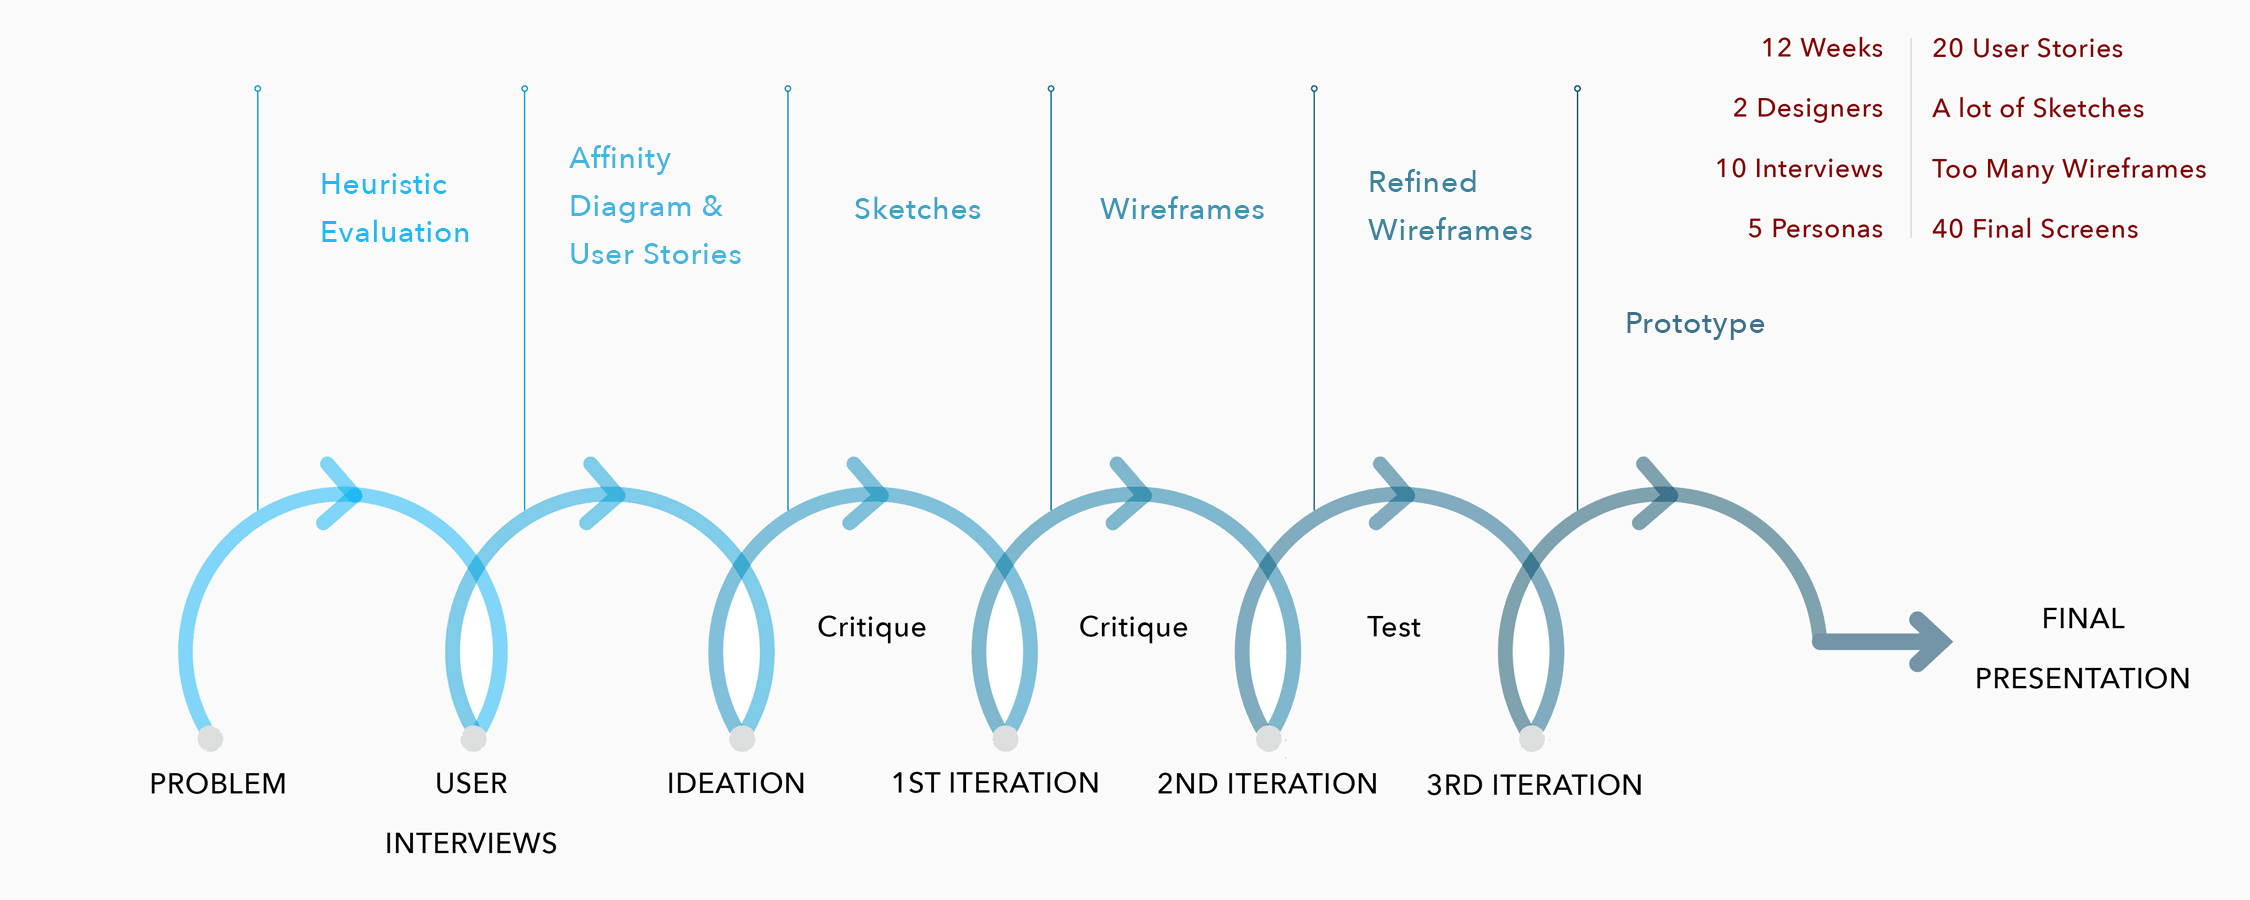 12 Weeks
2 Designers
10 Interviews
5 Personas
20 User Stories
A lot of Sketches
Too Many Wireframes
40 Final Screens
Heuristic
Evaluation
Affinity
Diagram &
User Stories
Sketches
Wireframes
Refined
Wireframes
Prototype
Critique
Critique
Test
PROBLEM
USER
INTERVIEWS
IDEATION
1ST ITERATION
2ND ITERATION
3RD ITERATION
FINAL
PRESENTATION